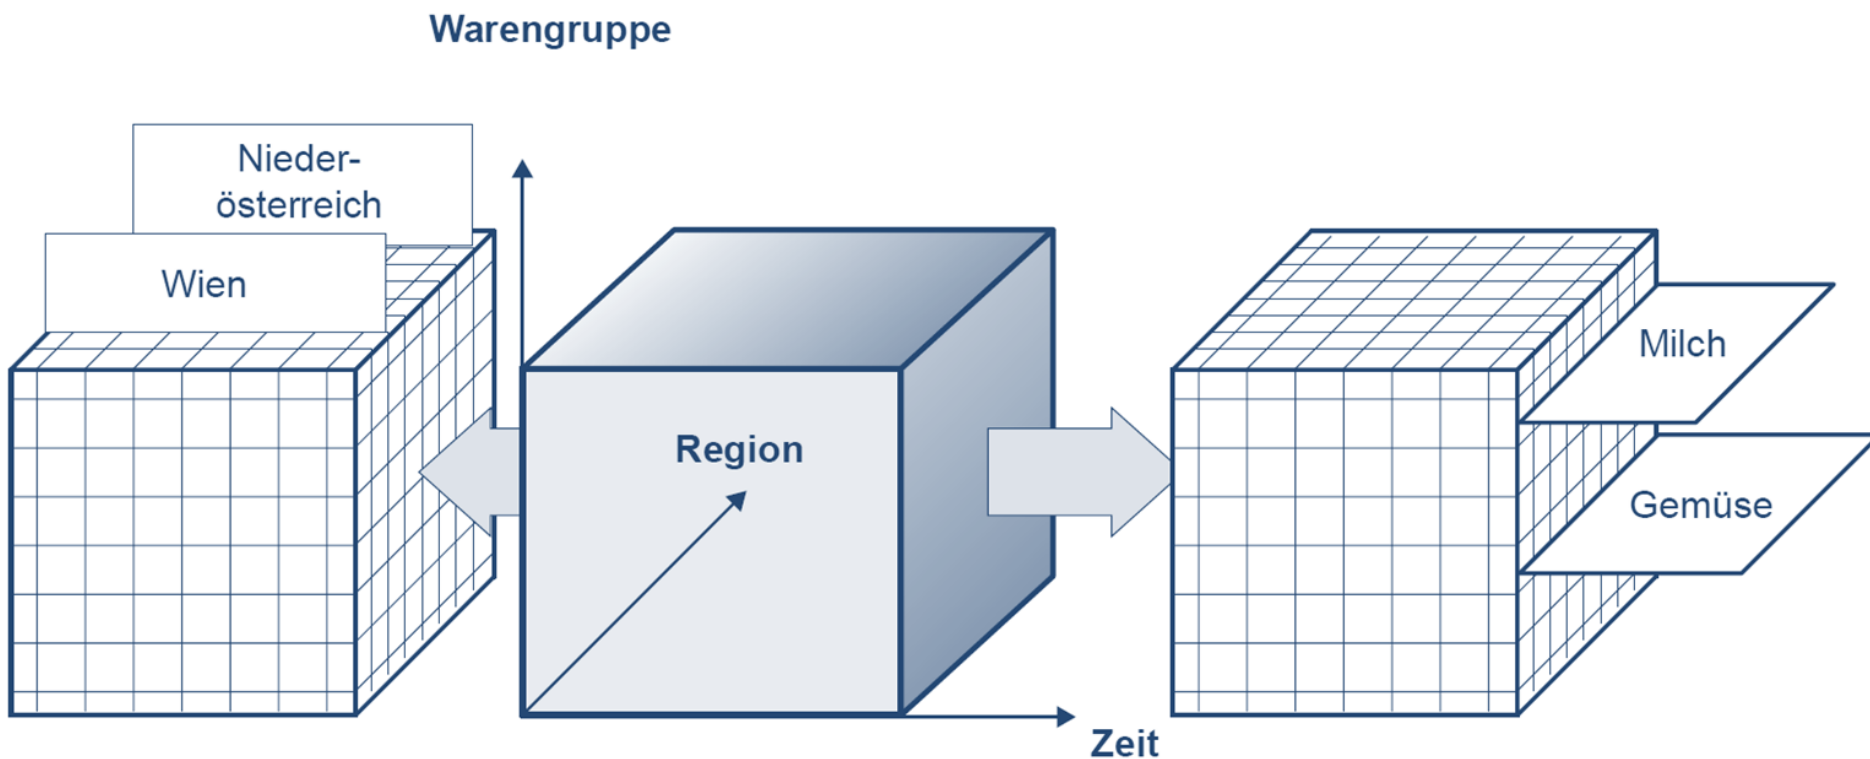 Warengruppe
Nieder-
österreich
Wien
Region
Milch
Gemüse
Zeit